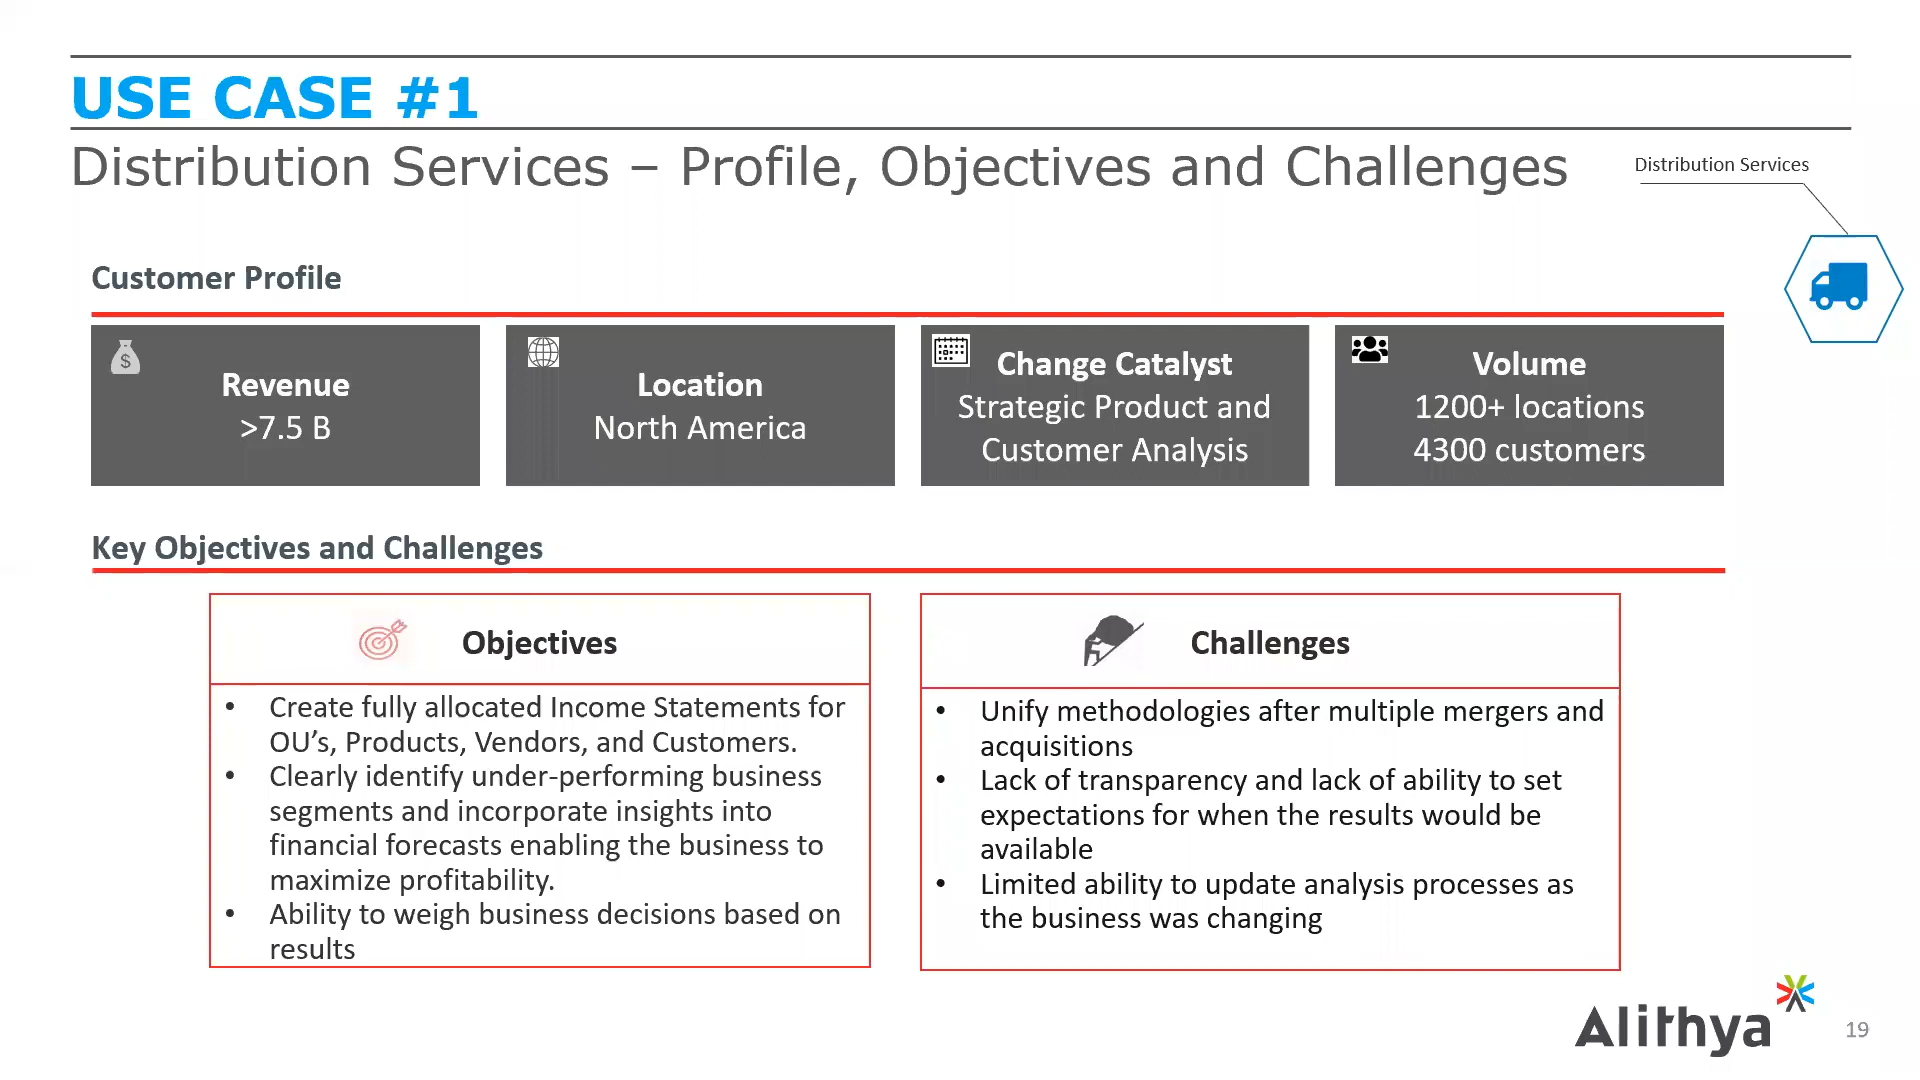 USE CASE #1
Distribution Services – Profile, Objectives and Challenges
Distribution Services
Customer Profile
$
Revenue
>7.5 B
Location
North America
Change Catalyst
Strategic Product and
Customer Analysis
Volume
1200+ locations
4300 customers
Key Objectives and Challenges
Objectives
• Create fully allocated Income Statements for
OU’s, Products, Vendors, and Customers.
• Clearly identify under-performing business
segments and incorporate insights into
financial forecasts enabling the business to
maximize profitability.
• Ability to weigh business decisions based on
results
Challenges
• Unify methodologies after multiple mergers and
acquisitions
• Lack of transparency and lack of ability to set
expectations for when the results would be
available
• Limited ability to update analysis processes as
the business was changing
Alithya
19